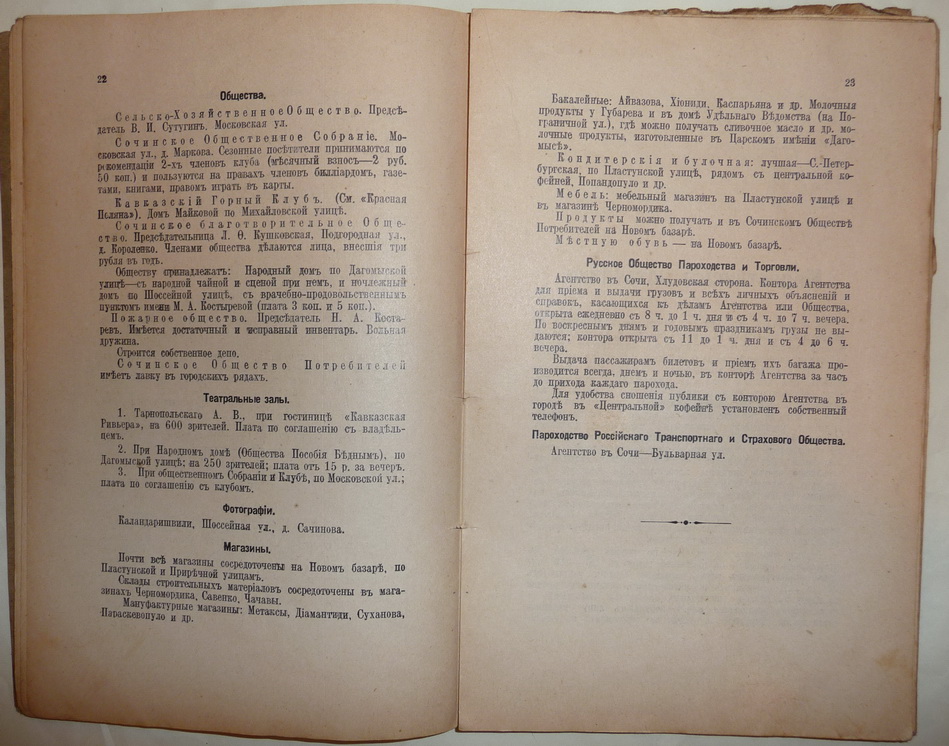 22
Общества.
Сельско-Хозяйственное Общество. Предсѣ-
датель В. И. Сутугинъ. Московская ул.
Сочинское Общественное Собраніе. Мо-
сковская ул., д. Маркова. Сезонные посѣтители принимаются по
рекомендаціи 2-хъ членовъ клуба (мѣсячный взносъ—2 руб.
50 коп.) и пользуются на правахъ членовъ билліардомъ, газе-
тами, книгами, правомъ играть въ карты.
Кавказскій Горный Клубъ. (См. «Красная
Поляна»). Домъ Майковой по Михайловской улицѣ.
Сочинское благотворительное Обще-
ство. Предсѣдательница Л. Ѳ. Кушковская, Подгородная ул.,
д. Короленко. Членами общества дѣлаются лица, внесшія три
рубля въ годъ.
Обществу принадлежатъ: Народный домъ по Дагомыской
улицѣ—съ народной чайной и сценой при немъ, и ночлежный
домъ по Шоссейной улицѣ, съ врачебно-продовольственнымъ
пунктомъ имени М. А. Костыревой (плата 3 коп. и 5 коп.).
Пожарное общество. Предсѣдатель Н. А. Коста-
ревъ. Имѣется достаточный и исправный инвентарь. Вольная
дружина.
Строится собственное депо.
Сочинское Общество Потребителей
имѣетъ лавку въ городскихъ рядахъ.
Театральные залы.
1. Тарнопольскаго А. В., при гостиницѣ «Кавказская
Ривьера», на 600 зрителей. Плата по соглашенію съ владѣль-
цемъ.
2. При Народномъ домѣ (Общества Пособія Бѣднымъ), по
Дагомыской улицѣ; на 250 зрителей; плата отъ 15 р. за вечеръ.
3. При общественномъ Собраніи и Клубѣ, по Московской ул.;
плата по соглашенію съ клубомъ.
Фотографіи.
Каландаришвили, Шоссейная ул., д. Сачинова.
Магазины.
Почти всѣ магазины сосредоточены на Новомъ базарѣ, по
Пластунской и Прирѣчной улицамъ.
Склады строительныхъ матеріаловъ сосредоточены въ мага-
зинахъ Черномордика, Савенко, Чачавы.
Мануфактурные магазины: Метаксы, Діамантиди, Суханова,
Параскевопуло и др.
23
Бакалейные: Айвазова, Хіониди, Каспарьяна и др. Молочныя
продукты у Губарева и въ домѣ Удѣльнаго Вѣдомства (на По-
граничной ул.), гдѣ можно получать сливочное масло и др. мо-
лочные продукты, изготовленные въ Царскомъ имѣніи «Даго-
мысѣ».
Кондитерскія и булочная: лучшая—С.-Петер-
бургская, по Пластунской улицѣ, рядомъ съ центральной ко-
фейней, Попандопуло и др.
Мебель: мебельный магазинъ на Пластунской улицѣ и
въ магазинѣ Черномордика.
Продукты можно получать и въ Сочинскомъ Обществѣ
Потребителей на Новомъ базарѣ.
Мѣстную обувь — на Новомъ базарѣ.
Русское Общество Пароходства и Торговли.
Агентство въ Сочи, Хлудовская сторона. Контора Агентства
для пріема и выдачи грузовъ и всѣхъ личныхъ объясненій и
справокъ, касающихся къ дѣламъ Агентства или Общества,
открыта ежедневно съ 8 ч. до 1 ч. дня и съ 4 ч. до 7 ч. вечера.
По воскреснымъ днямъ и годовымъ праздникамъ грузы не вы-
даются; контора открыта съ 11 до 1 ч. дня и съ 4 до 6 ч.
вечера.
Выдача пассажирамъ билетовъ и пріемъ ихъ багажа про-
изводится всегда, днемъ и ночью, въ конторѣ Агентства за часъ
до прихода каждаго парохода.
Для удобства сношенія публики съ конторою Агентства въ
городѣ въ «Центральной» кофейнѣ установленъ собственный
телефонъ.
Пароходство Россійскаго Транспортнаго и Страхового Общества.
Агентство въ Сочи—Бульварная ул.